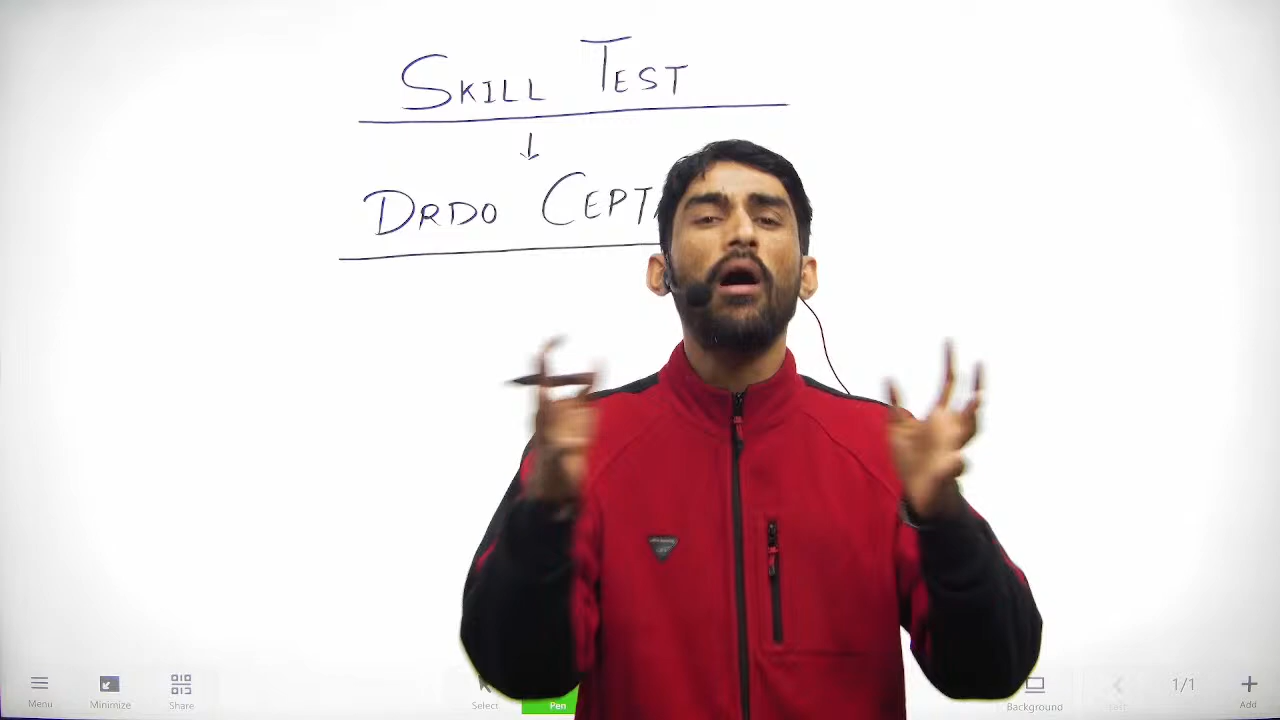 SKILL TEST
DRDO CEPT
Menu
Minimize
Share
Select
Pen
Background
1/1
Add